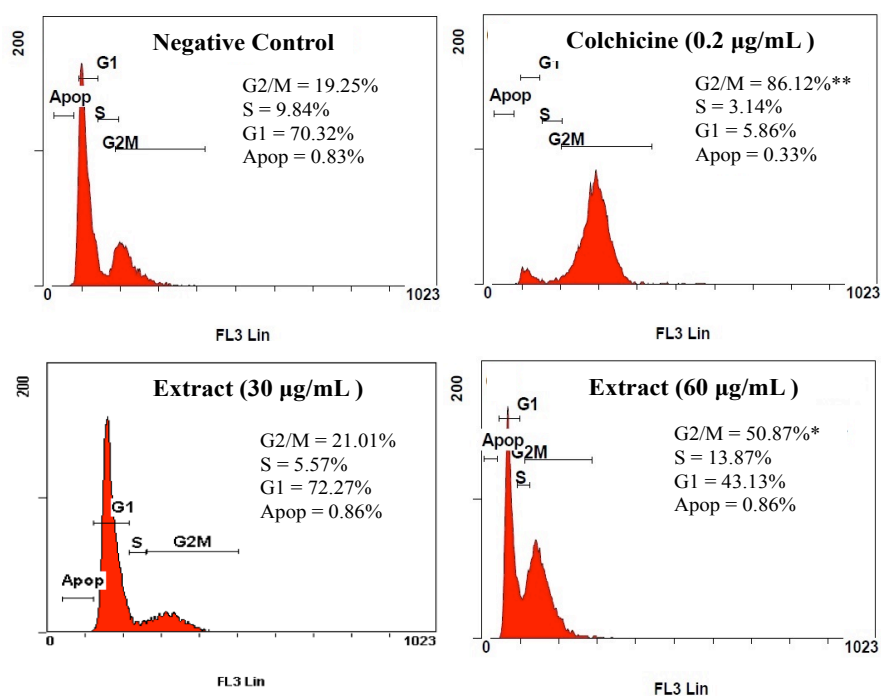 Negative Control
200
G1
Apop
S
G2M
G2/M = 19.25%
S = 9.84%
G1 = 70.32%
Apop = 0.83%
0
1023
FL3 Lin
Colchicine (0.2 µg/mL )
200
Apop
S
G2M
G2/M = 86.12%**
S = 3.14%
G1 = 5.86%
Apop = 0.33%
0
1023
FL3 Lin
Extract (30 µg/mL )
200
G1
S
G2M
Apop
G2/M = 21.01%
S = 5.57%
G1 = 72.27%
Apop = 0.86%
0
1023
FL3 Lin
Extract (60 µg/mL )
200
G1
Apop
G2M
S
G2/M = 50.87%*
S = 13.87%
G1 = 43.13%
Apop = 0.86%
0
1023
FL3 Lin